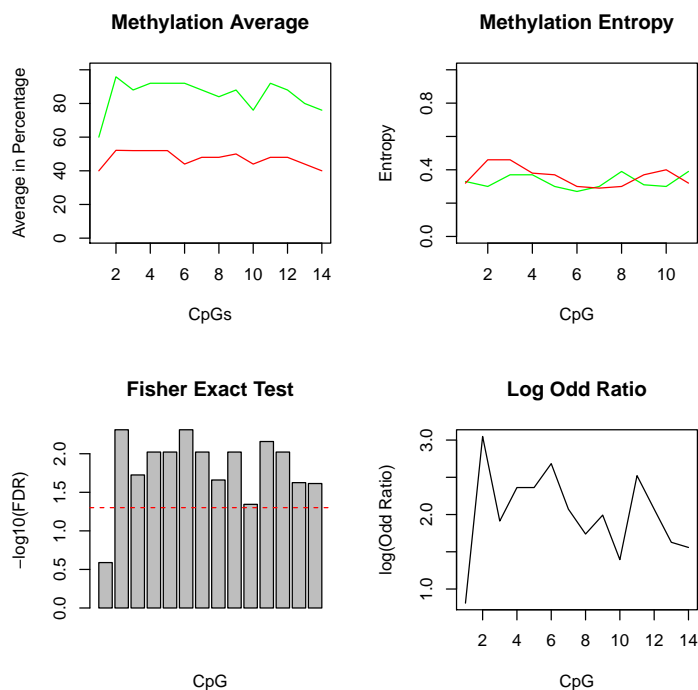 Methylation Average
Average in Percentage
0 20 40 60 80
2 4 6 8 10 12 14
CpGs
Methylation Entropy
Entropy
0.0 0.4 0.8
2 4 6 8 10
CpG
Fisher Exact Test
−log10(FDR)
0.0 0.5 1.0 1.5 2.0
CpG
Log Odd Ratio
log(Odd Ratio)
1.0 2.0 3.0
2 4 6 8 10 12 14
CpG